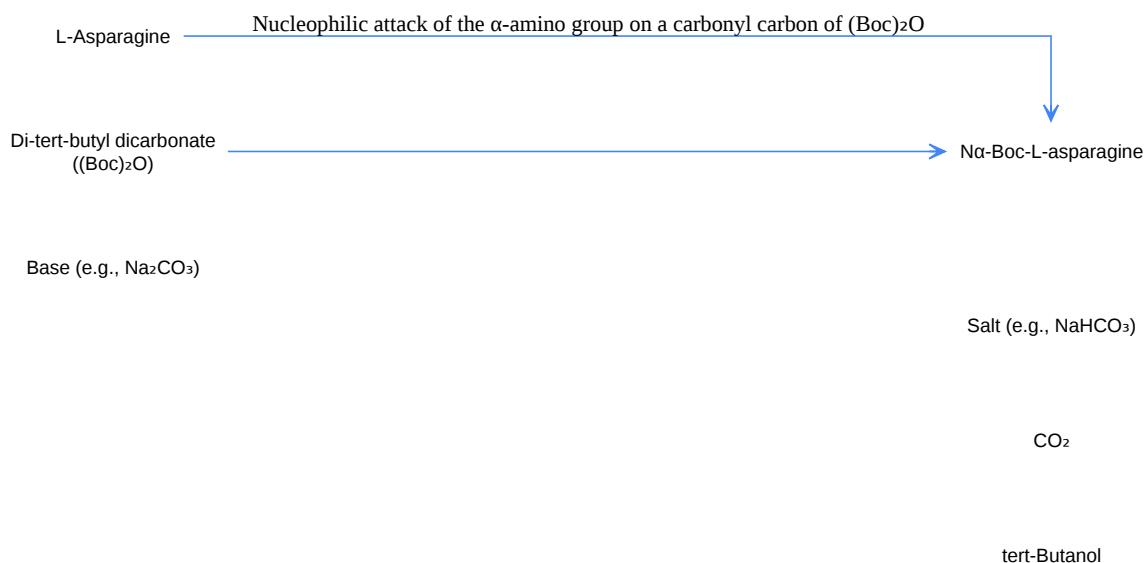 Nucleophilic attack of the α-amino group on a carbonyl carbon of (Boc)₂O
L-Asparagine
Di-tert-butyl dicarbonate
((Boc)₂O)
Nα-Boc-L-asparagine
Base (e.g., Na₂CO₃)
Salt (e.g., NaHCO₃)
CO₂
tert-Butanol